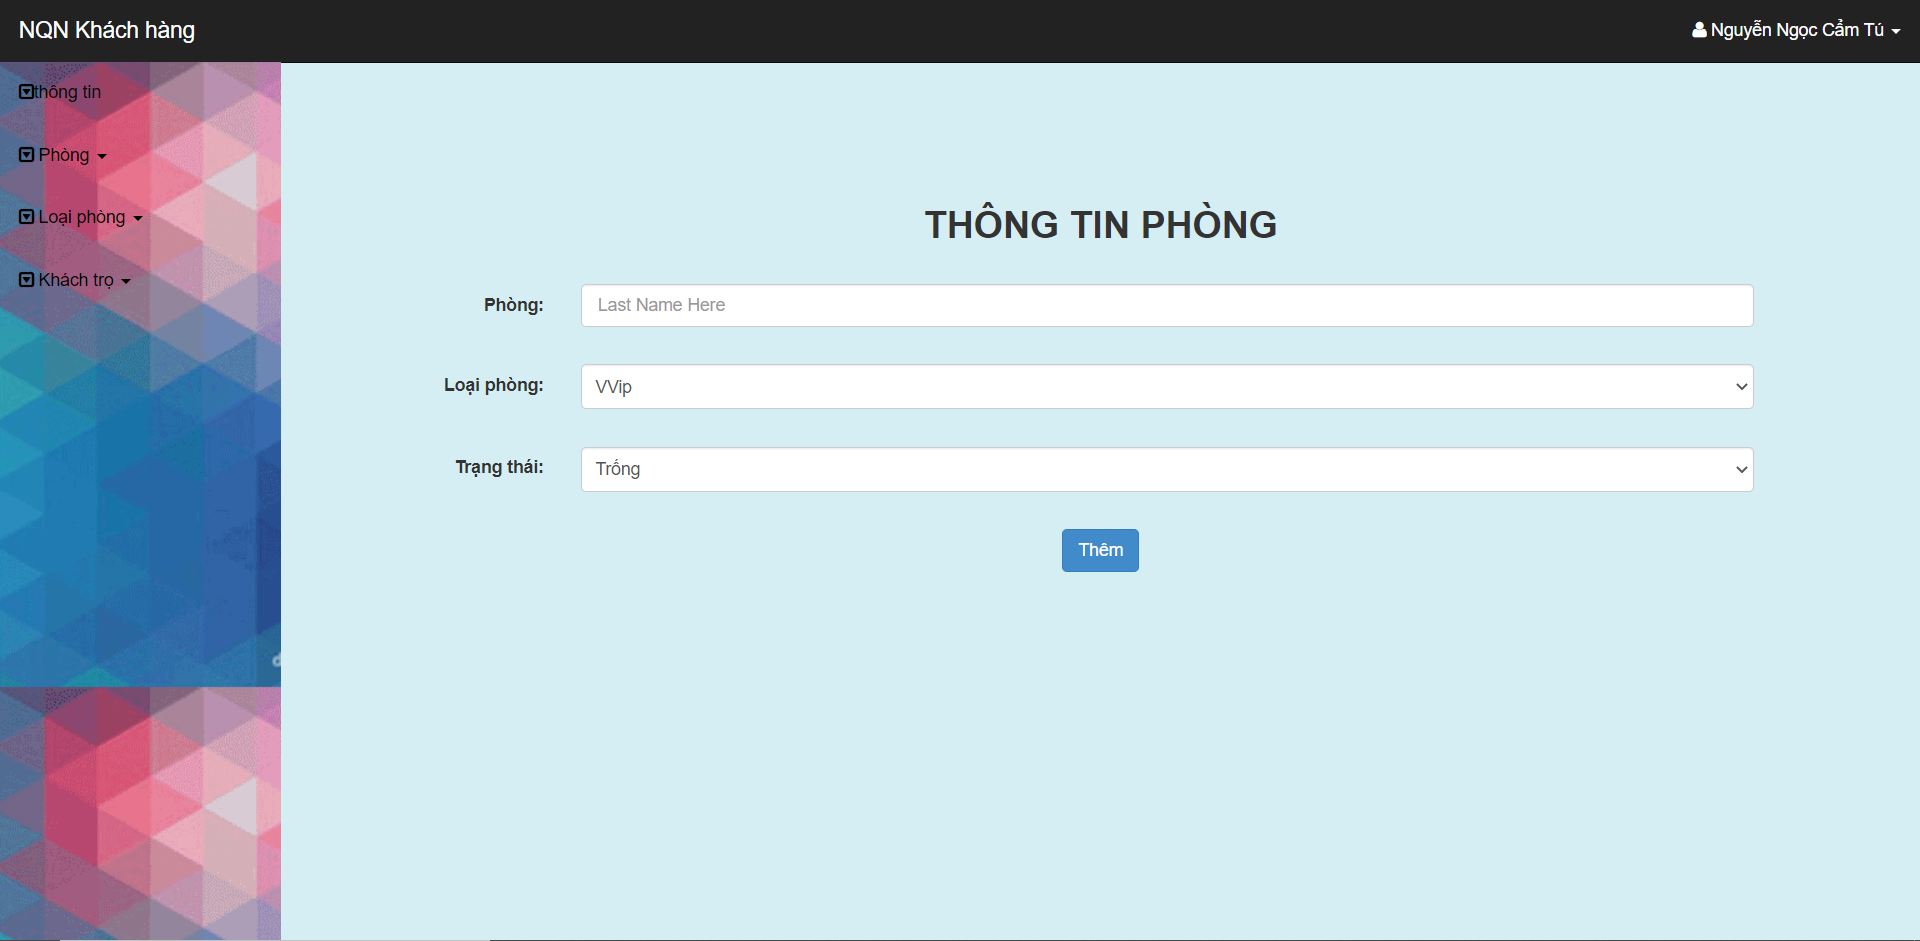 NQN Khách hàng
Nguyễn Ngọc Cẩm Tú
thông tin
Phòng
Loại phòng
Khách trọ
THÔNG TIN PHÒNG
Phòng:
Last Name Here
Loại phòng:
VVip
Trạng thái:
Trống
Thêm